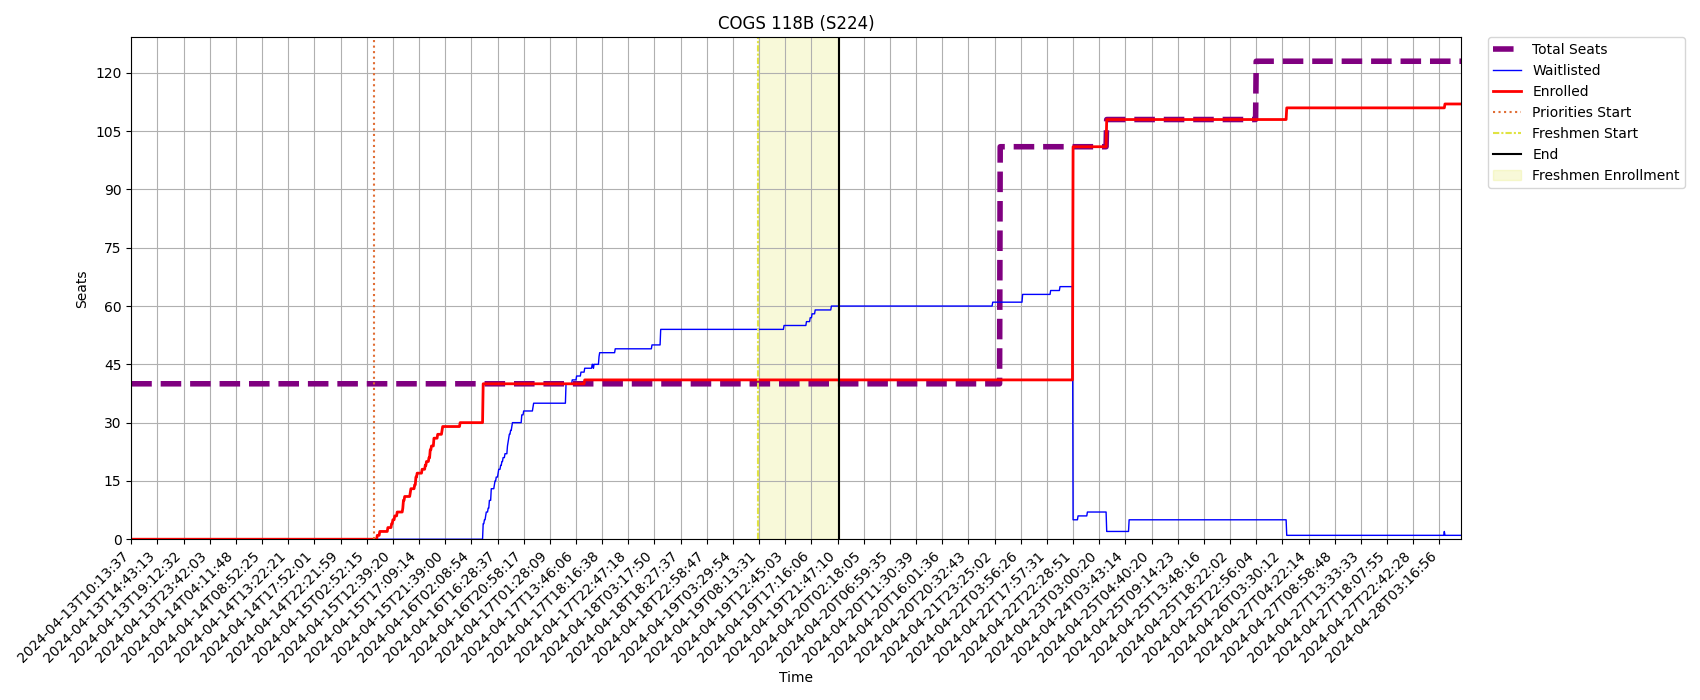 COGS 118B (S224)
Total Seats
Waitlisted
Enrolled
Priorities Start
Freshmen Start
End
Freshmen Enrollment
Seats
120
105
90
75
60
45
30
15
0
2024-04-13T10:13:37
2024-04-13T14:43:13
2024-04-13T19:12:32
2024-04-13T23:42:03
2024-04-14T04:11:48
2024-04-14T08:52:25
2024-04-14T13:22:21
2024-04-14T17:52:01
2024-04-14T22:21:59
2024-04-15T02:52:15
2024-04-15T12:39:20
2024-04-15T17:09:14
2024-04-15T21:39:00
2024-04-16T02:08:54
2024-04-16T16:28:37
2024-04-16T20:58:17
2024-04-17T01:28:09
2024-04-17T13:46:06
2024-04-17T18:16:38
2024-04-17T22:47:18
2024-04-18T03:17:50
2024-04-18T18:27:37
2024-04-18T22:58:47
2024-04-19T03:29:54
2024-04-19T08:13:31
2024-04-19T12:45:03
2024-04-19T17:16:06
2024-04-19T21:47:10
2024-04-20T02:18:05
2024-04-20T06:59:35
2024-04-20T11:30:39
2024-04-20T16:01:36
2024-04-20T20:32:43
2024-04-21T23:25:02
2024-04-22T03:56:26
2024-04-22T17:57:31
2024-04-22T22:28:51
2024-04-23T03:00:20
2024-04-24T03:43:14
2024-04-25T04:40:20
2024-04-25T09:14:23
2024-04-25T13:48:16
2024-04-25T18:22:02
2024-04-25T22:56:04
2024-04-26T03:30:12
2024-04-27T04:22:14
2024-04-27T08:58:48
2024-04-27T13:33:33
2024-04-27T18:07:55
2024-04-27T22:42:28
2024-04-28T03:16:56
Time